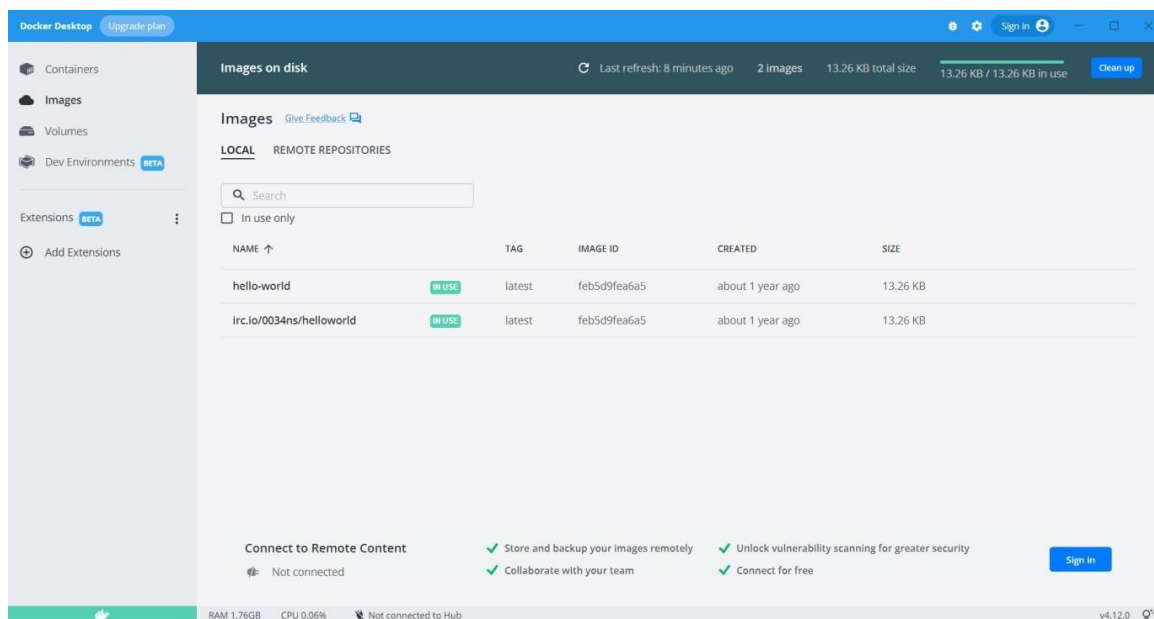 Docker Desktop Upgrade plan Sign in
Containers
Images
Volumes
Dev Environments BETA
Extensions BETA
Add Extensions
Images on disk Last refresh: 8 minutes ago 2 images 13.26 KB total size 13.26 KB / 13.26 KB in use Clean up
Images Give Feedback
LOCAL REMOTE REPOSITORIES
Search
In use only
NAME TAG IMAGE ID CREATED SIZE
hello-world IN USE latest feb5d9fea6a5 about 1 year ago 13.26 KB
irc.io/0034ns/helloworld IN USE latest feb5d9fea6a5 about 1 year ago 13.26 KB
Connect to Remote Content
Not connected
Store and backup your images remotely
Collaborate with your team
Unlock vulnerability scanning for greater security
Connect for free
Sign in
RAM 1.76GB CPU 0.06% Not connected to Hub v4.12.0